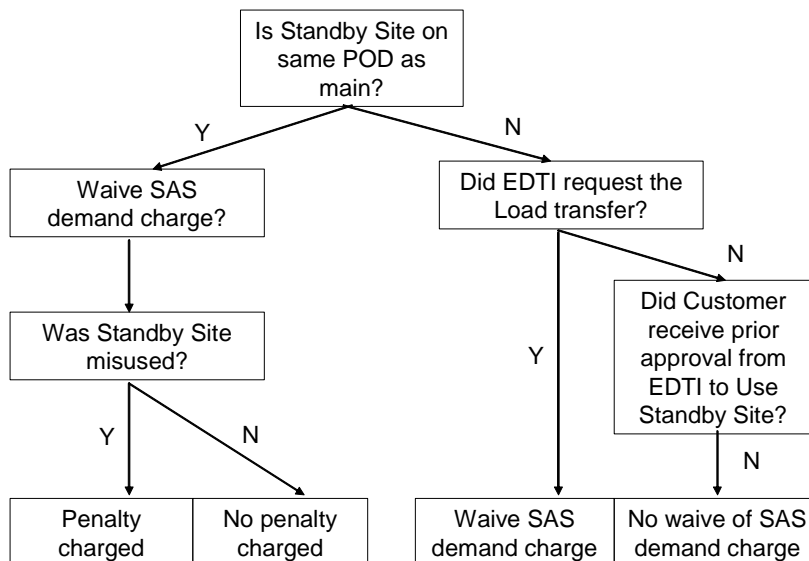 Is Standby Site on
same POD as
main?
Y
N
Waive SAS
demand charge?
Did EDTI request the
Load transfer?
N
Was Standby Site
misused?
Did Customer
receive prior
approval from
EDTI to Use
Standby Site?
Y
Y
N
N
Penalty
charged
No penalty
charged
Waive SAS
demand charge
No waive of SAS
demand charge